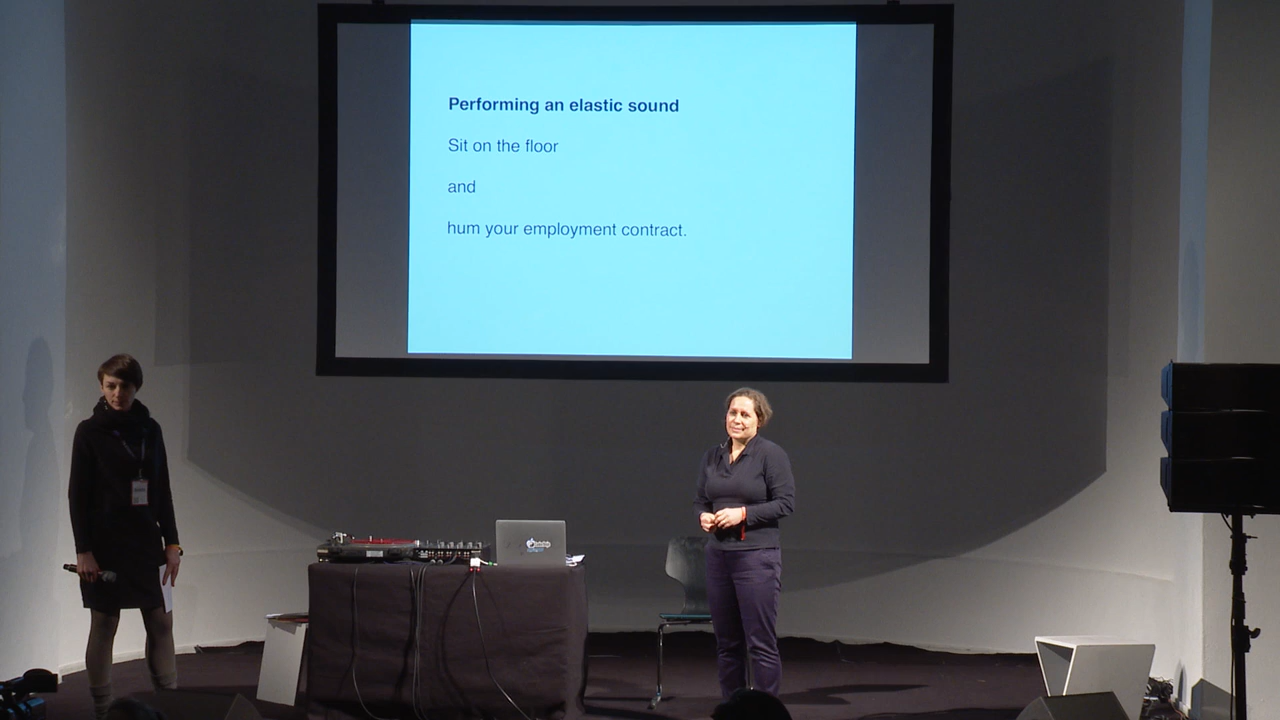 Performing an elastic sound
Sit on the floor
and
hum your employment contract.